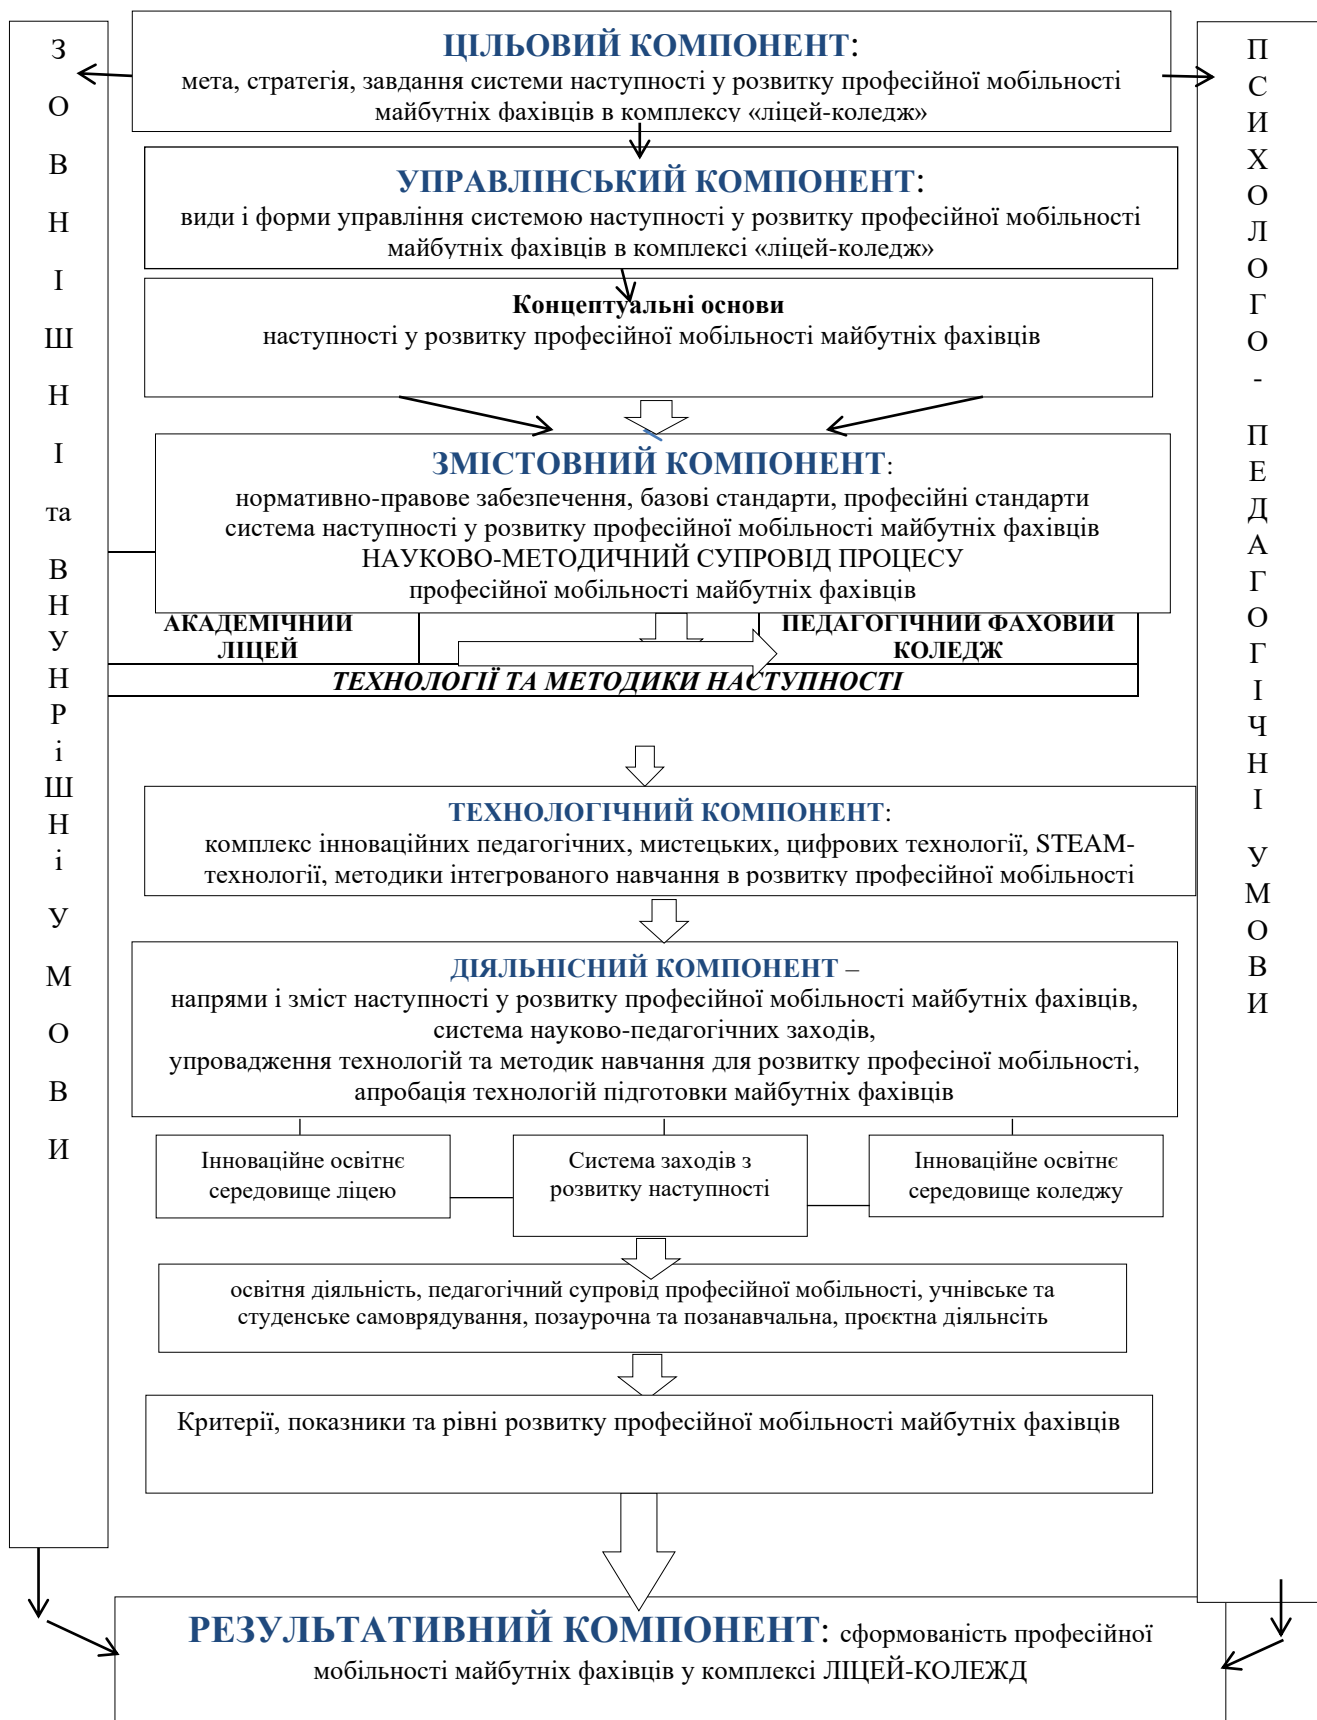 ЗОВНІШНІ та ВНУНРіШНі УМОВИ
ЦІЛЬОВИЙ КОМПОНЕНТ:
мета, стратегія, завдання системи наступності у розвитку професійної мобільності
майбутніх фахівців в комплексу «ліцей-коледж»
УПРАВЛІНСЬКИЙ КОМПОНЕНТ:
види і форми управління системою наступності у розвитку професійної мобільності
майбутніх фахівців в комплексі «ліцей-коледж»
Концептуальні основи
наступності у розвитку професійної мобільності майбутніх фахівців
ЗМІСТОВНИЙ КОМПОНЕНТ:
нормативно-правове забезпечення, базові стандарти, професійні стандарти
система наступності у розвитку професійної мобільності майбутніх фахівців
НАУКОВО-МЕТОДИЧНИЙ СУПРОВІД ПРОЦЕСУ
професійної мобільності майбутніх фахівців
АКАДЕМІЧНИЙ
ЛІЦЕЙ
ПЕДАГОГІЧНИЙ ФАХОВИЙ
КОЛЕДЖ
ТЕХНОЛОГІЇ ТА МЕТОДИКИ НАСТУПНОСТІ
ТЕХНОЛОГІЧНИЙ КОМПОНЕНТ:
комплекс інноваційних педагогічних, мистецьких, цифрових технології, STEAM-
технології, методики інтегрованого навчання в розвитку професійної мобільності
ДІЯЛЬНІСНИЙ КОМПОНЕНТ –
напрями і зміст наступності у розвитку професійної мобільності майбутніх фахівців,
система науково-педагогічних заходів,
упровадження технологій та методик навчання для розвитку професіної мобільності,
апробація технологій підготовки майбутніх фахівців
Інноваційне освітнє
середовище ліцею
Система заходів з
розвитку наступності
Інноваційне освітнє
середовище коледжу
освітня діяльність, педагогічний супровід професійної мобільності, учнівське та
студенське самоврядування, позаурочна та позанавчальна, проєктна діяльнсіть
Критерії, показники та рівні розвитку професійної мобільності майбутніх фахівців
РЕЗУЛЬТАТИВНИЙ КОМПОНЕНТ: сформованість професійної
мобільності майбутніх фахівців у комплексі ЛІЦЕЙ-КОЛЕЖД
ПСИХОЛОГО-ПЕДАГОГІЧНІ УМОВИ